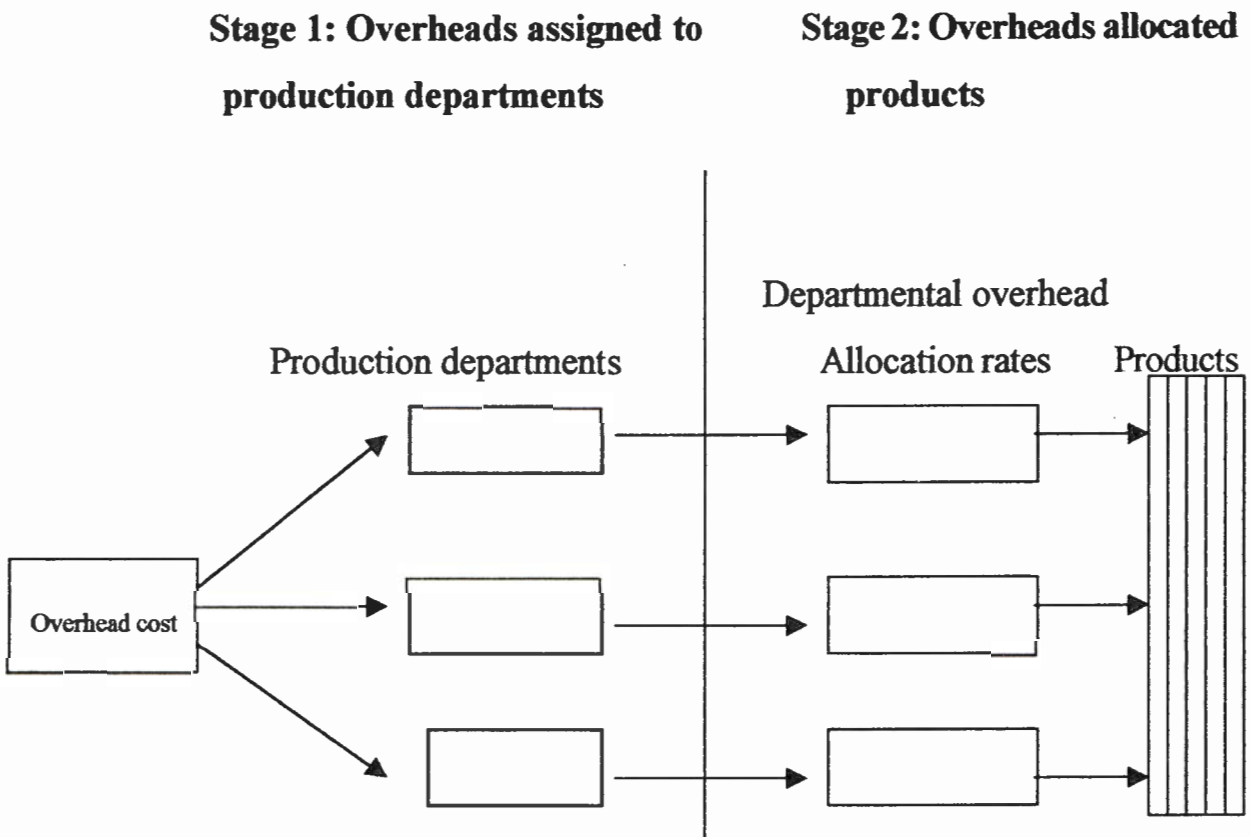 Stage 1: Overheads assigned to
production departments
Stage 2: Overheads allocated
products
Departmental overhead
Production departments
Allocation rates
Products
Overhead cost